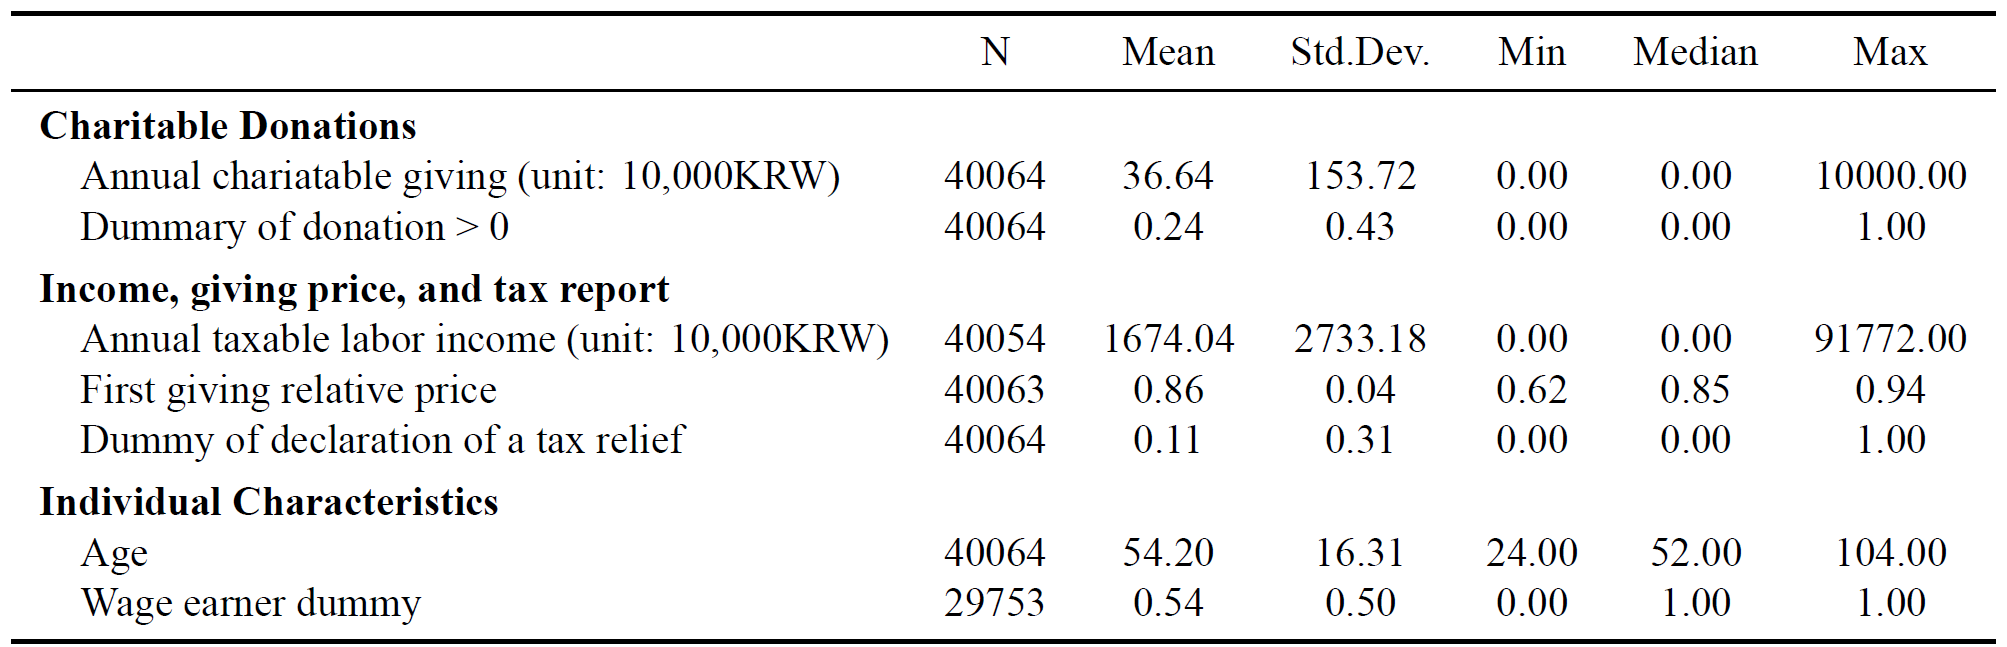 N Mean Std.Dev. Min Median Max
Charitable Donations
Annual chariatable giving (unit: 10,000KRW) 40064 36.64 153.72 0.00 0.00 10000.00
Dummary of donation > 0 40064 0.24 0.43 0.00 0.00 1.00
Income, giving price, and tax report
Annual taxable labor income (unit: 10,000KRW) 40054 1674.04 2733.18 0.00 0.00 91772.00
First giving relative price 40063 0.86 0.04 0.62 0.85 0.94
Dummy of declaration of a tax relief 40064 0.11 0.31 0.00 0.00 1.00
Individual Characteristics
Age 40064 54.20 16.31 24.00 52.00 104.00
Wage earner dummy 29753 0.54 0.50 0.00 1.00 1.00